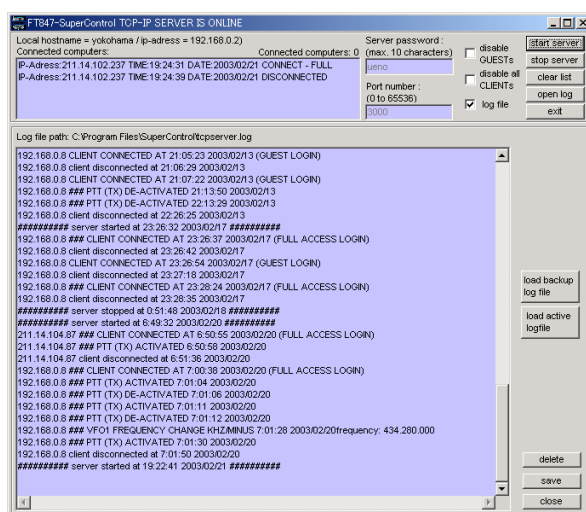 FT847-SuperControl TCP-IP SERVER IS ONLINE
Local hostname = yokohama / ip-adress = 192.168.0.2)
Connected computers:
Connected computers: 0
IP-Adress:211.14.102.237 TIME:19:24:31 DATE:2003/02/21 CONNECT - FULL
IP-Adress:211.14.102.237 TIME:19:24:39 DATE:2003/02/21 DISCONNECTED
Server password :
(max. 10 characters)
ueno
Port number :
(0 to 65536)
3000
disable
GUESTs
disable all
CLIENTs
log file
start server
stop server
clear list
open log
exit
Log file path: C:\Program Files\SuperControl\tcpserver.log
192.168.0.8 CLIENT CONNECTED AT 21:05:23 2003/02/13 (GUEST LOGIN)
192.168.0.8 client disconnected at 21:06:29 2003/02/13
192.168.0.8 CLIENT CONNECTED AT 21:07:22 2003/02/13 (GUEST LOGIN)
192.168.0.8 ### PTT (TX) DE-ACTIVATED 21:13:50 2003/02/13
192.168.0.8 ### PTT (TX) DE-ACTIVATED 22:13:29 2003/02/13
192.168.0.8 client disconnected at 22:26:25 2003/02/13
########## server started at 23:26:32 2003/02/17 ##########
192.168.0.8 ### CLIENT CONNECTED AT 23:26:37 2003/02/17 (FULL ACCESS LOGIN)
192.168.0.8 client disconnected at 23:26:42 2003/02/17
192.168.0.8 CLIENT CONNECTED AT 23:26:54 2003/02/17 (GUEST LOGIN)
192.168.0.8 client disconnected at 23:27:18 2003/02/17
192.168.0.8 ### CLIENT CONNECTED AT 23:28:24 2003/02/17 (FULL ACCESS LOGIN)
192.168.0.8 client disconnected at 23:28:35 2003/02/17
########## server stopped at 0:51:48 2003/02/18 ##########
########## server started at 6:49:32 2003/02/20 ##########
211.14.104.87 ### CLIENT CONNECTED AT 6:50:55 2003/02/20 (FULL ACCESS LOGIN)
211.14.104.87 ### PTT (TX) ACTIVATED 6:50:58 2003/02/20
211.14.104.87 client disconnected at 6:51:36 2003/02/20
192.168.0.8 ### CLIENT CONNECTED AT 7:00:38 2003/02/20 (FULL ACCESS LOGIN)
192.168.0.8 ### PTT (TX) ACTIVATED 7:01:04 2003/02/20
192.168.0.8 ### PTT (TX) DE-ACTIVATED 7:01:06 2003/02/20
192.168.0.8 ### PTT (TX) ACTIVATED 7:01:11 2003/02/20
192.168.0.8 ### PTT (TX) DE-ACTIVATED 7:01:12 2003/02/20
192.168.0.8 ### VFO1 FREQUENCY CHANGE KHZ/MINUS 7:01:28 2003/02/20frequency: 434.280.000
192.168.0.8 ### PTT (TX) ACTIVATED 7:01:30 2003/02/20
192.168.0.8 client disconnected at 7:01:50 2003/02/20
########## server started at 19:22:41 2003/02/21 ##########
load backup
log file
load active
logfile
delete
save
close